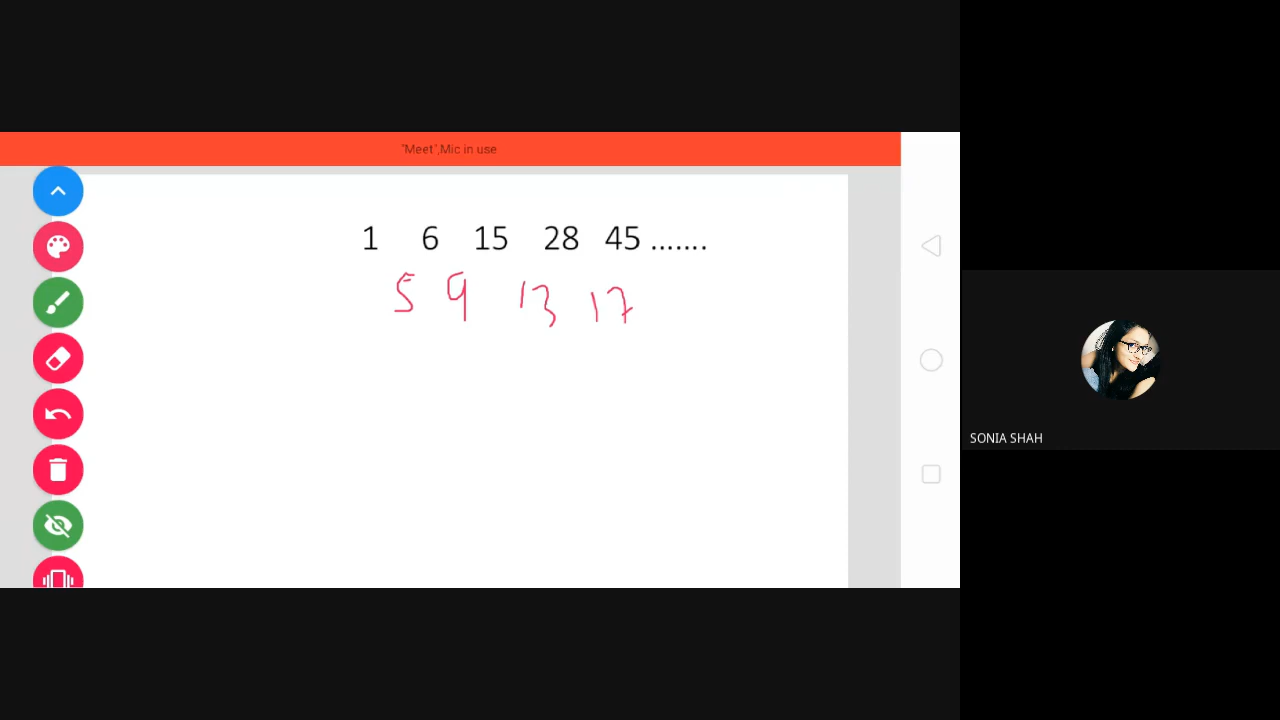 "Meet",Mic in use
1 6 15 28 45 .......
5 9 13 17
SONIA SHAH